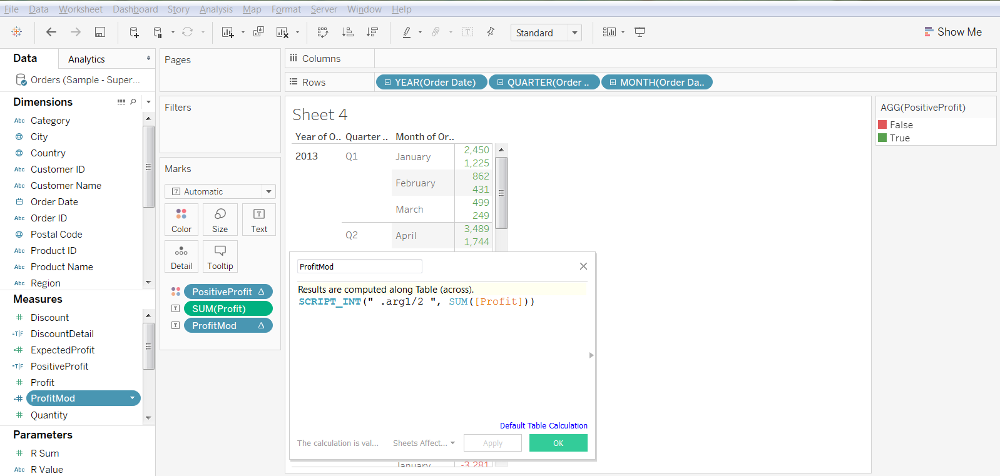 File Data Worksheet Dashboard Story Analysis Map Format Server Window Help
Standard
Show Me
Data
Analytics
Orders (Sample - Super...
Dimensions
Abc Category
City
Country
Abc Customer ID
Abc Customer Name
Order Date
Abc Order ID
Postal Code
Abc Product ID
Abc Product Name
Abc Region
Measures
# Discount
=T|F DiscountDetail
=# ExpectedProfit
=T|F PositiveProfit
# Profit
=# ProfitMod
# Quantity
Parameters
# R Sum
Abc R Value
Pages
Filters
Marks
T Automatic
Color
Size
T Text
Detail
Tooltip
PositiveProfit Δ
T SUM(Profit)
T ProfitMod Δ
Columns
Rows
YEAR(Order Date)
QUARTER(Order ..
MONTH(Order Da..
Sheet 4
Year of O.. Quarter .. Month of Or..
2013 Q1 January 2,450
1,225
February 862
431
March 499
249
Q2 April 3,489
1,744
ProfitMod
Results are computed along Table (across).
SCRIPT_INT(" .arg1/2 ", SUM([Profit]))
Default Table Calculation
The calculation is val...
Sheets Affect...
Apply
OK
January -3,281
AGG(PositiveProfit)
False
True